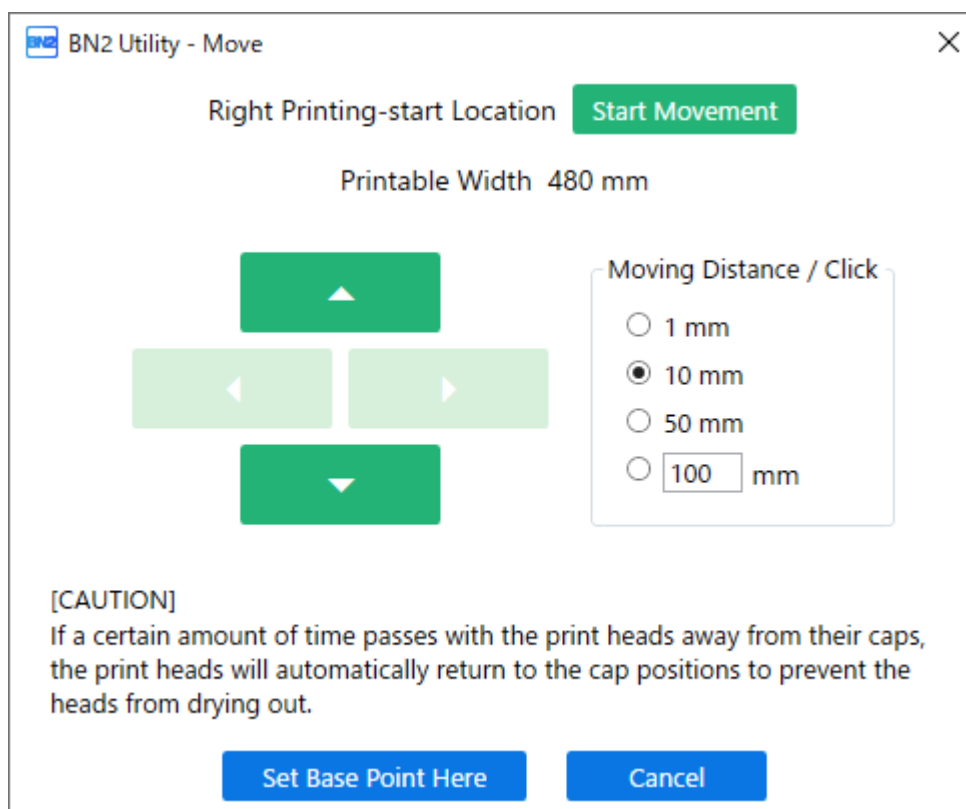 BN2 BN2 Utility - Move
Right Printing-start Location Start Movement
Printable Width 480 mm
Moving Distance / Click
1 mm
10 mm
50 mm
100 mm
[CAUTION]
If a certain amount of time passes with the print heads away from their caps,
the print heads will automatically return to the cap positions to prevent the
heads from drying out.
Set Base Point Here Cancel